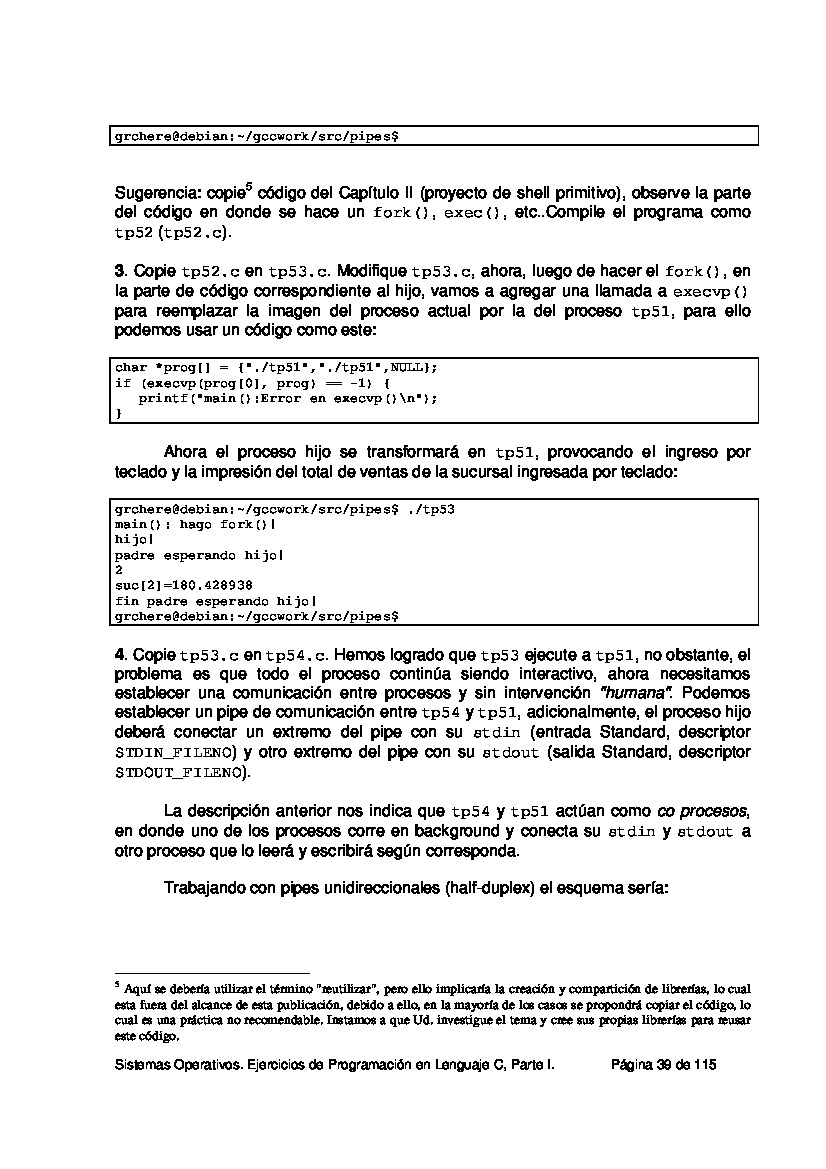 grchere@debian:~/gccwork/src/pipes$
Sugerencia: copie5 código del Capítulo II (proyecto de shell primitivo), observe la parte
del código en donde se hace un fork(), exec(), etc..Compile el programa como
tp52 (tp52.c).
3. Copie tp52.c en tp53.c. Modifique tp53.c, ahora, luego de hacer el fork(), en
la parte de código correspondiente al hijo, vamos a agregar una llamada a execvp()
para reemplazar la imagen del proceso actual por la del proceso tp51, para ello
podemos usar un código como este:
char *prog[] = {"./tp51","./tp51",NULL};
if (execvp(prog[0], prog) == -1) {
printf("main():Error en execvp()\n");
}
Ahora el proceso hijo se transformará en tp51, provocando el ingreso por
teclado y la impresión del total de ventas de la sucursal ingresada por teclado:
grchere@debian:~/gccwork/src/pipes$ ./tp53
main(): hago fork()!
hijo!
padre esperando hijo!
2
suc[2]=180.428938
fin padre esperando hijo!
grchere@debian:~/gccwork/src/pipes$
4. Copie tp53.c en tp54.c. Hemos logrado que tp53 ejecute a tp51, no obstante, el
problema es que todo el proceso continúa siendo interactivo, ahora necesitamos
establecer una comunicación entre procesos y sin intervención "humana". Podemos
establecer un pipe de comunicación entre tp54 y tp51, adicionalmente, el proceso hijo
deberá conectar un extremo del pipe con su stdin (entrada Standard, descriptor
STDIN_FILENO) y otro extremo del pipe con su stdout (salida Standard, descriptor
STDOUT_FILENO).
La descripción anterior nos indica que tp54 y tp51 actúan como co procesos,
en donde uno de los procesos corre en background y conecta su stdin y stdout a
otro proceso que lo leerá y escribirá según corresponda.
Trabajando con pipes unidireccionales (half-duplex) el esquema sería:
5 Aquí se debería utilizar el término "reutilizar", pero ello implicaría la creación y compartición de librerías, lo cual
esta fuera del alcance de esta publicación, debido a ello, en la mayoría de los casos se propondrá copiar el código, lo
cual es una práctica no recomendable. Instamos a que Ud. investigue el tema y cree sus propias librerías para reusar
este código.
Sistemas Operativos. Ejercicios de Programación en Lenguaje C, Parte I. Página 39 de 115